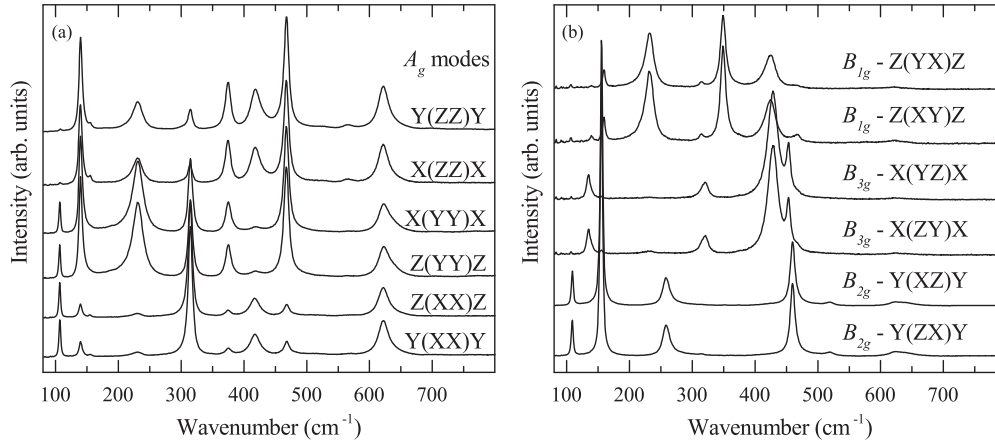 (a)
A_g modes
Y(ZZ)Y
X(ZZ)X
X(YY)X
Z(YY)Z
Z(XX)Z
Y(XX)Y
Intensity (arb. units)
100 200 300 400 500 600 700
Wavenumber (cm⁻¹)
(b)
B_1g - Z(YX)Z
B_1g - Z(XY)Z
B_3g - X(YZ)X
B_3g - X(ZY)X
B_2g - Y(XZ)Y
B_2g - Y(ZX)Y
Intensity (arb. units)
100 200 300 400 500 600 700
Wavenumber (cm⁻¹)